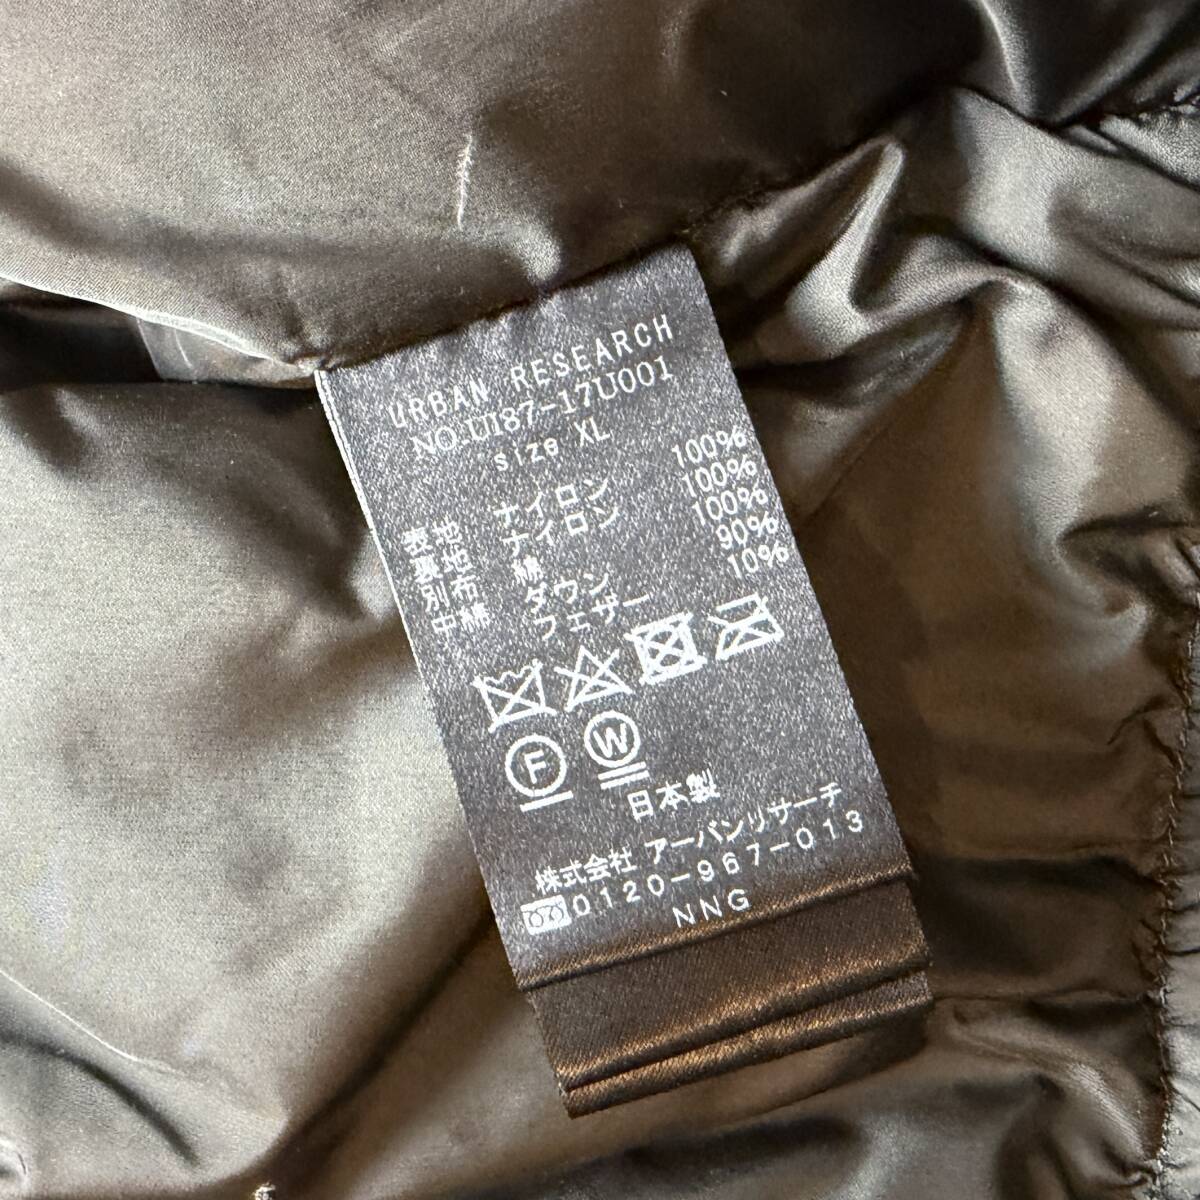 URBAN RESEARCH
NO.UI87-17U001
size XL
表地 ナイロン 100%
裏地 ナイロン 100%
別布 綿 100%
中綿 ダウン 90%
フェザー 10%
F W
日本製
株式会社 アーバンリサーチ
0120-967-013
NNG